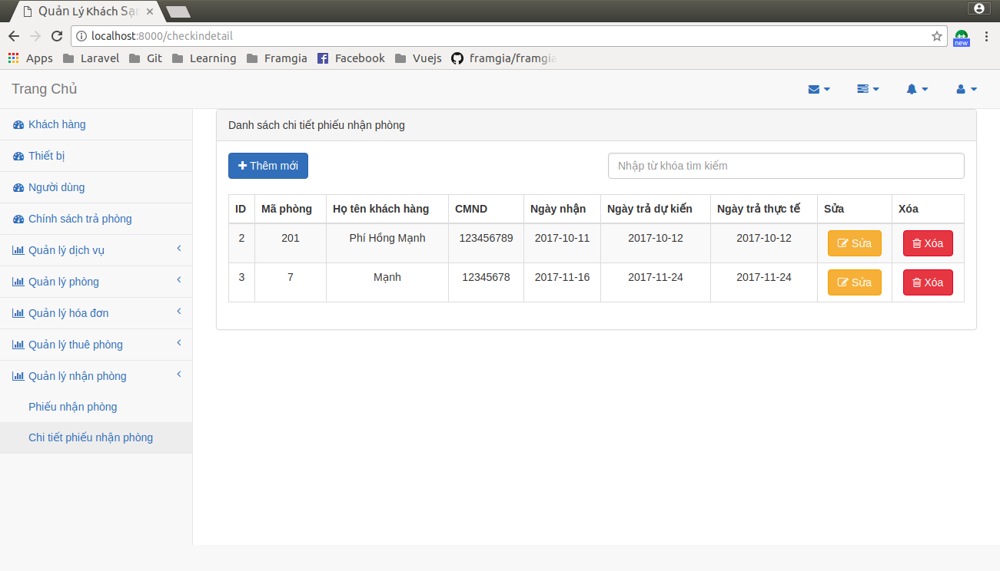 Quản Lý Khách Sạn
localhost:8000/checkindetail
new
Apps Laravel Git Learning Framgia Facebook Vuejs framgia/framgia
Trang Chủ
Khách hàng
Thiết bị
Người dùng
Chính sách trả phòng
Quản lý dịch vụ
Quản lý phòng
Quản lý hóa đơn
Quản lý thuê phòng
Quản lý nhận phòng
Phiếu nhận phòng
Chi tiết phiếu nhận phòng
Danh sách chi tiết phiếu nhận phòng
Thêm mới
Nhập từ khóa tìm kiếm
ID Mã phòng Họ tên khách hàng CMND Ngày nhận Ngày trả dự kiến Ngày trả thực tế Sửa Xóa
2 201 Phí Hồng Mạnh 123456789 2017-10-11 2017-10-12 2017-10-12 Sửa Xóa
3 7 Mạnh 12345678 2017-11-16 2017-11-24 2017-11-24 Sửa Xóa